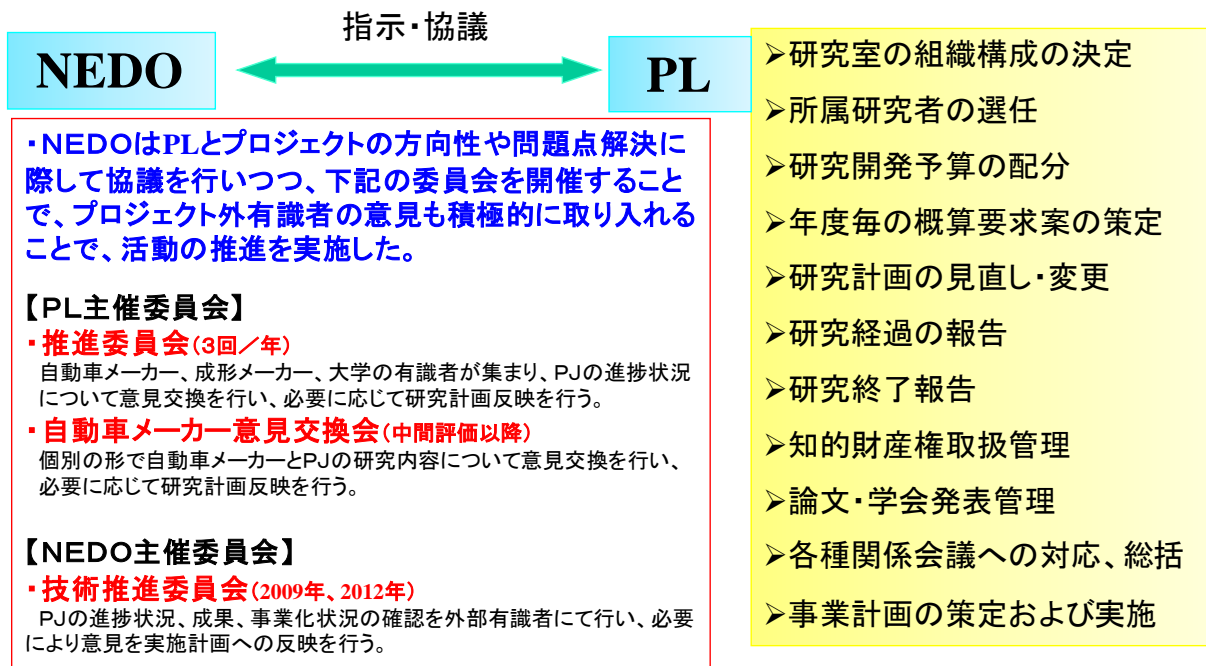 指示・協議
NEDO
PL
・NEDOはPLとプロジェクトの方向性や問題点解決に
際して協議を行いつつ、下記の委員会を開催すること
で、プロジェクト外有識者の意見も積極的に取り入れる
ことで、活動の推進を実施した。
【PL主催委員会】
・推進委員会(3回／年)
自動車メーカー、成形メーカー、大学の有識者が集まり、PJの進捗状況
について意見交換を行い、必要に応じて研究計画反映を行う。
・自動車メーカー意見交換会(中間評価以降)
個別の形で自動車メーカーとPJの研究内容について意見交換を行い、
必要に応じて研究計画反映を行う。
【NEDO主催委員会】
・技術推進委員会(2009年、2012年)
PJの進捗状況、成果、事業化状況の確認を外部有識者にて行い、必要
により意見を実施計画への反映を行う。
➢研究室の組織構成の決定
➢所属研究者の選任
➢研究開発予算の配分
➢年度毎の概算要求案の策定
➢研究計画の見直し・変更
➢研究経過の報告
➢研究終了報告
➢知的財産権取扱管理
➢論文・学会発表管理
➢各種関係会議への対応、総括
➢事業計画の策定および実施